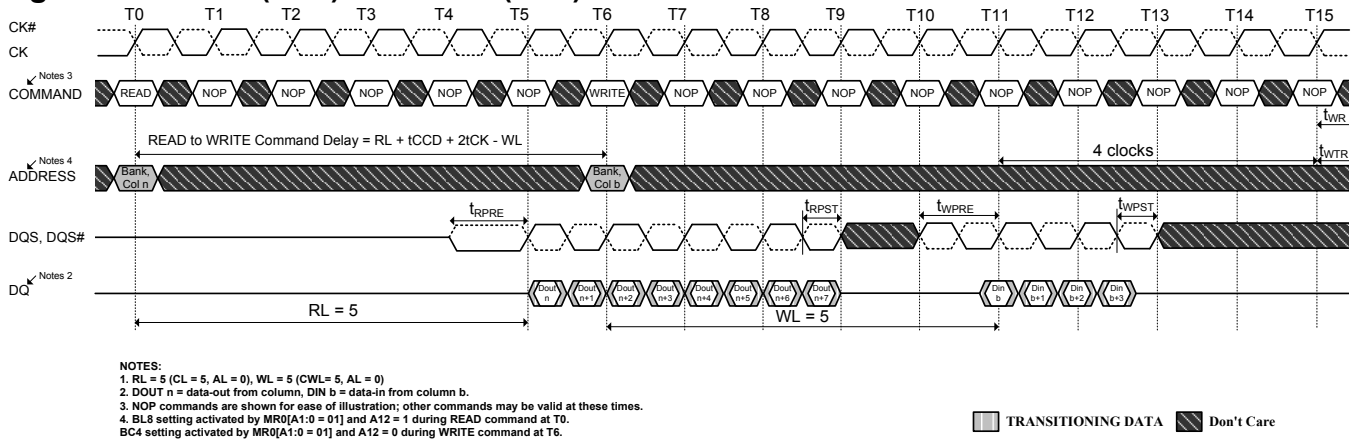 T0 T1 T2 T3 T4 T5 T6 T7 T8 T9 T10 T11 T12 T13 T14 T15
CK#
CK
Notes 3
COMMAND
READ NOP NOP NOP NOP NOP WRITE NOP NOP NOP NOP NOP NOP NOP NOP NOP
tWR
READ to WRITE Command Delay = RL + tCCD + 2tCK - WL
4 clocks
tWTR
Notes 4
ADDRESS
Bank, Col n
Bank, Col b
tRPRE
tRPST
tWPRE
tWPST
DQS, DQS#
Notes 2
DQ
Dout n
Dout n+1
Dout n+2
Dout n+3
Dout n+4
Dout n+5
Dout n+6
Dout n+7
Din b
Din b+1
Din b+2
Din b+3
RL = 5
WL = 5
NOTES:
1. RL = 5 (CL = 5, AL = 0), WL = 5 (CWL= 5, AL = 0)
2. DOUT n = data-out from column, DIN b = data-in from column b.
3. NOP commands are shown for ease of illustration; other commands may be valid at these times.
4. BL8 setting activated by MR0[A1:0 = 01] and A12 = 1 during READ command at T0.
BC4 setting activated by MR0[A1:0 = 01] and A12 = 0 during WRITE command at T6.
TRANSITIONING DATA
Don't Care